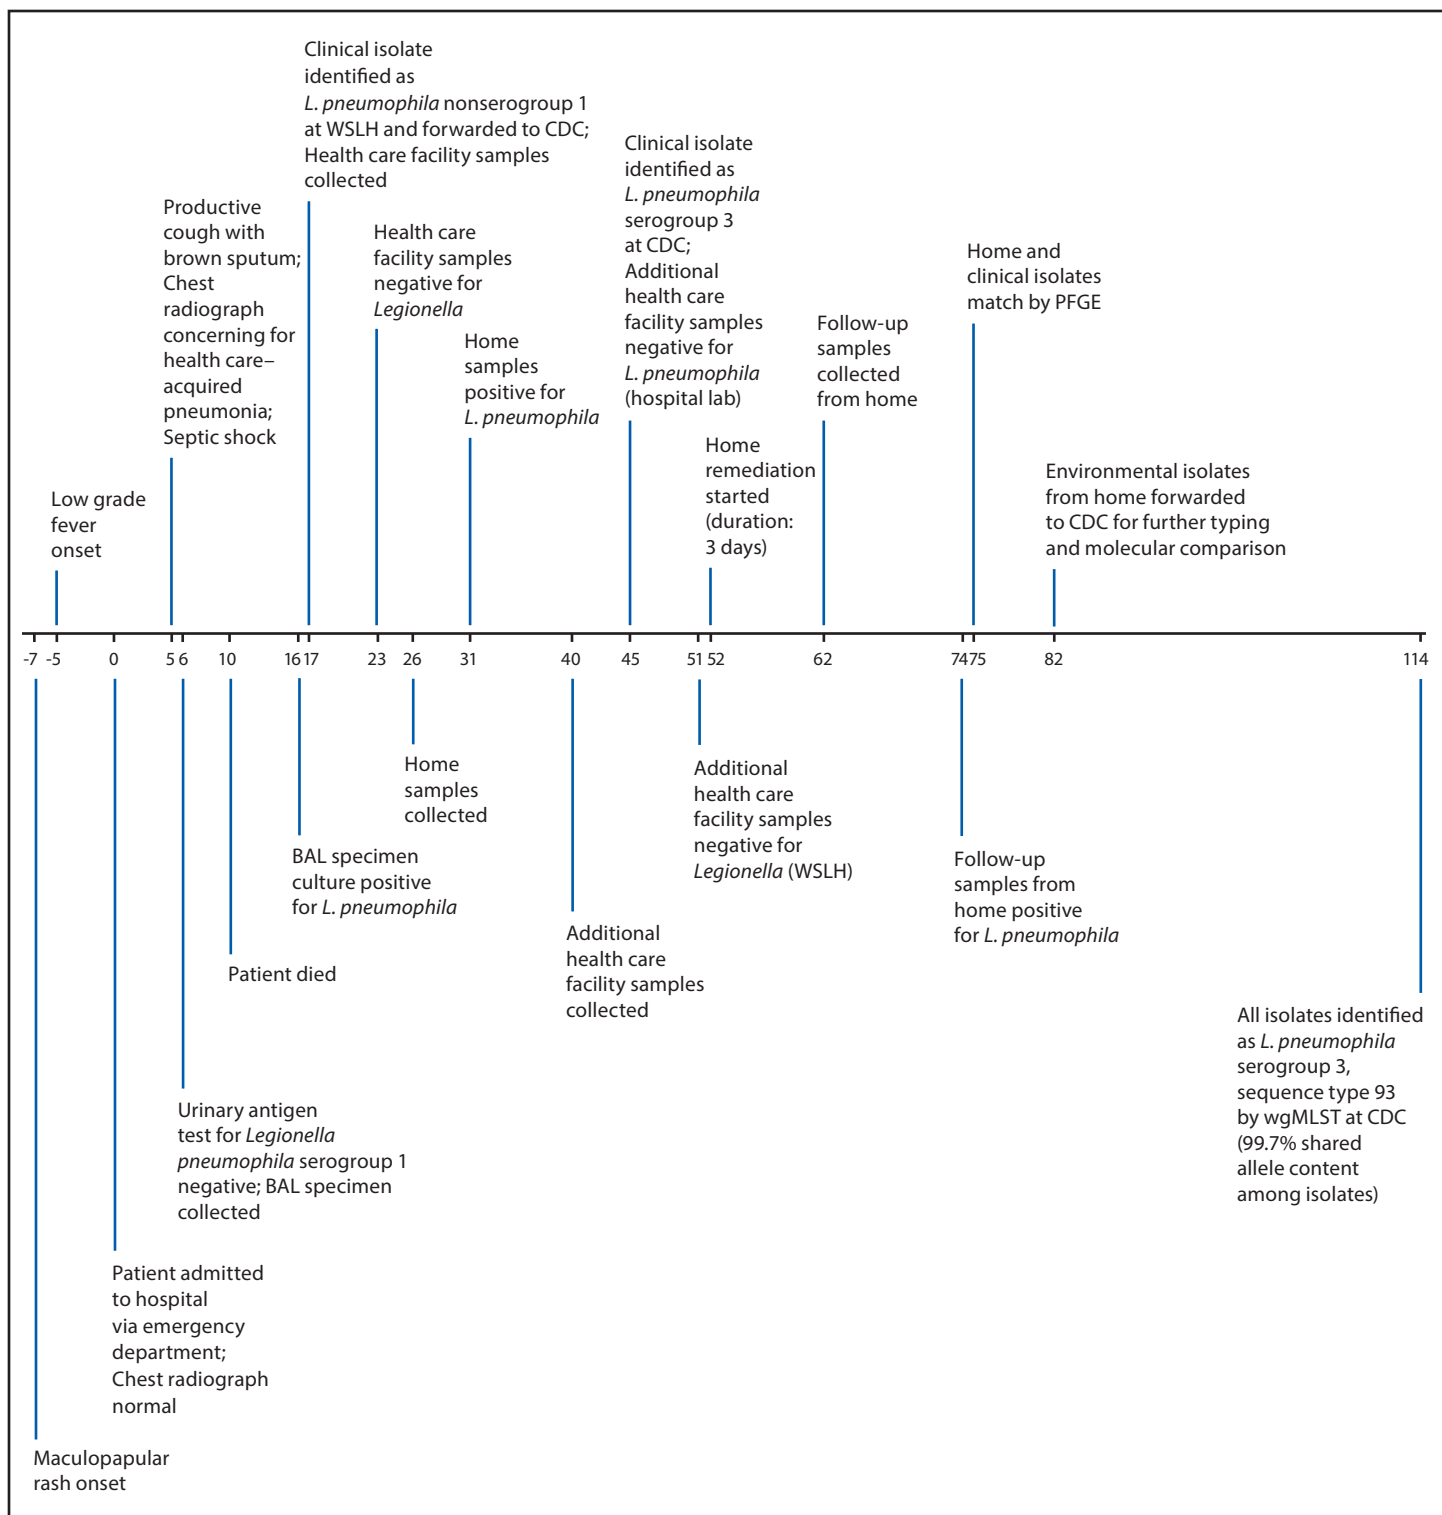 Clinical isolate
identified as
L. pneumophila nonserogroup 1
at WSLH and forwarded to CDC;
Health care facility samples
collected
Clinical isolate
identified as
L. pneumophila
serogroup 3
at CDC;
Additional
health care
facility samples
negative for
L. pneumophila
(hospital lab)
Productive
cough with
brown sputum;
Chest
radiograph
concerning for
health care–
acquired
pneumonia;
Septic shock
Health care
facility samples
negative for
Legionella
Home and
clinical isolates
match by PFGE
Home
samples
positive for
L. pneumophila
Follow-up
samples
collected
from home
Home
remediation
started
(duration:
3 days)
Low grade
fever
onset
Environmental isolates
from home forwarded
to CDC for further typing
and molecular comparison
-7 -5 0 5 6 10 16 17 23 26 31 40 45 51 52 62 74 75 82 114
Home
samples
collected
Additional
health care
facility samples
negative for
Legionella (WSLH)
BAL specimen
culture positive
for L. pneumophila
Follow-up
samples from
home positive
for L. pneumophila
Patient died
Additional
health care
facility samples
collected
All isolates identified
as L. pneumophila
serogroup 3,
sequence type 93
by wgMLST at CDC
(99.7% shared
allele content
among isolates)
Urinary antigen
test for Legionella
pneumophila serogroup 1
negative; BAL specimen
collected
Patient admitted
to hospital
via emergency
department;
Chest radiograph
normal
Maculopapular
rash onset